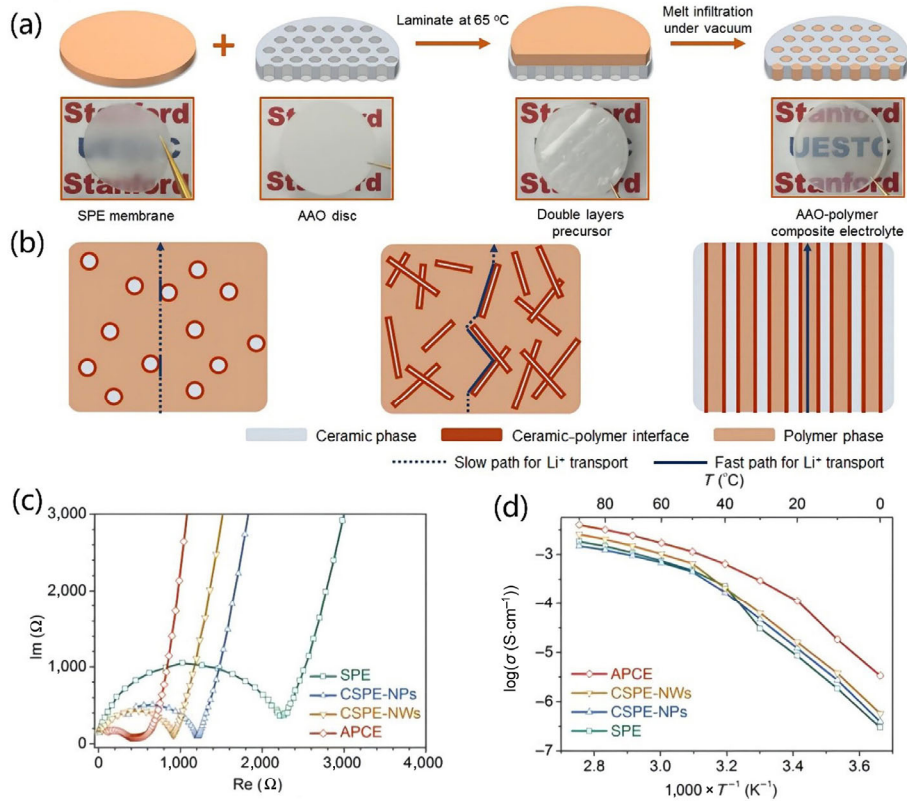 (a)
Laminate at 65 °C
Melt infiltration
under vacuum
Stanford
UESTC
Stanford
Stanford
Stanford
Stanford
Stanford
Stanford
UESTC
Stanford
SPE membrane
AAO disc
Double layers
precursor
AAO-polymer
composite electrolyte
(b)
Ceramic phase
Ceramic–polymer interface
Polymer phase
Slow path for Li⁺ transport
Fast path for Li⁺ transport
(c)
3,000
2,000
1,000
0
Im (Ω)
SPE
CSPE-NPs
CSPE-NWs
APCE
0
1,000
2,000
3,000
4,000
Re (Ω)
(d)
T (°C)
80
60
40
20
0
−3
−4
−5
−6
−7
log(σ (S·cm⁻¹)
APCE
CSPE-NWs
CSPE-NPs
SPE
2.8
3.0
3.2
3.4
3.6
1,000 × T⁻¹ (K⁻¹)